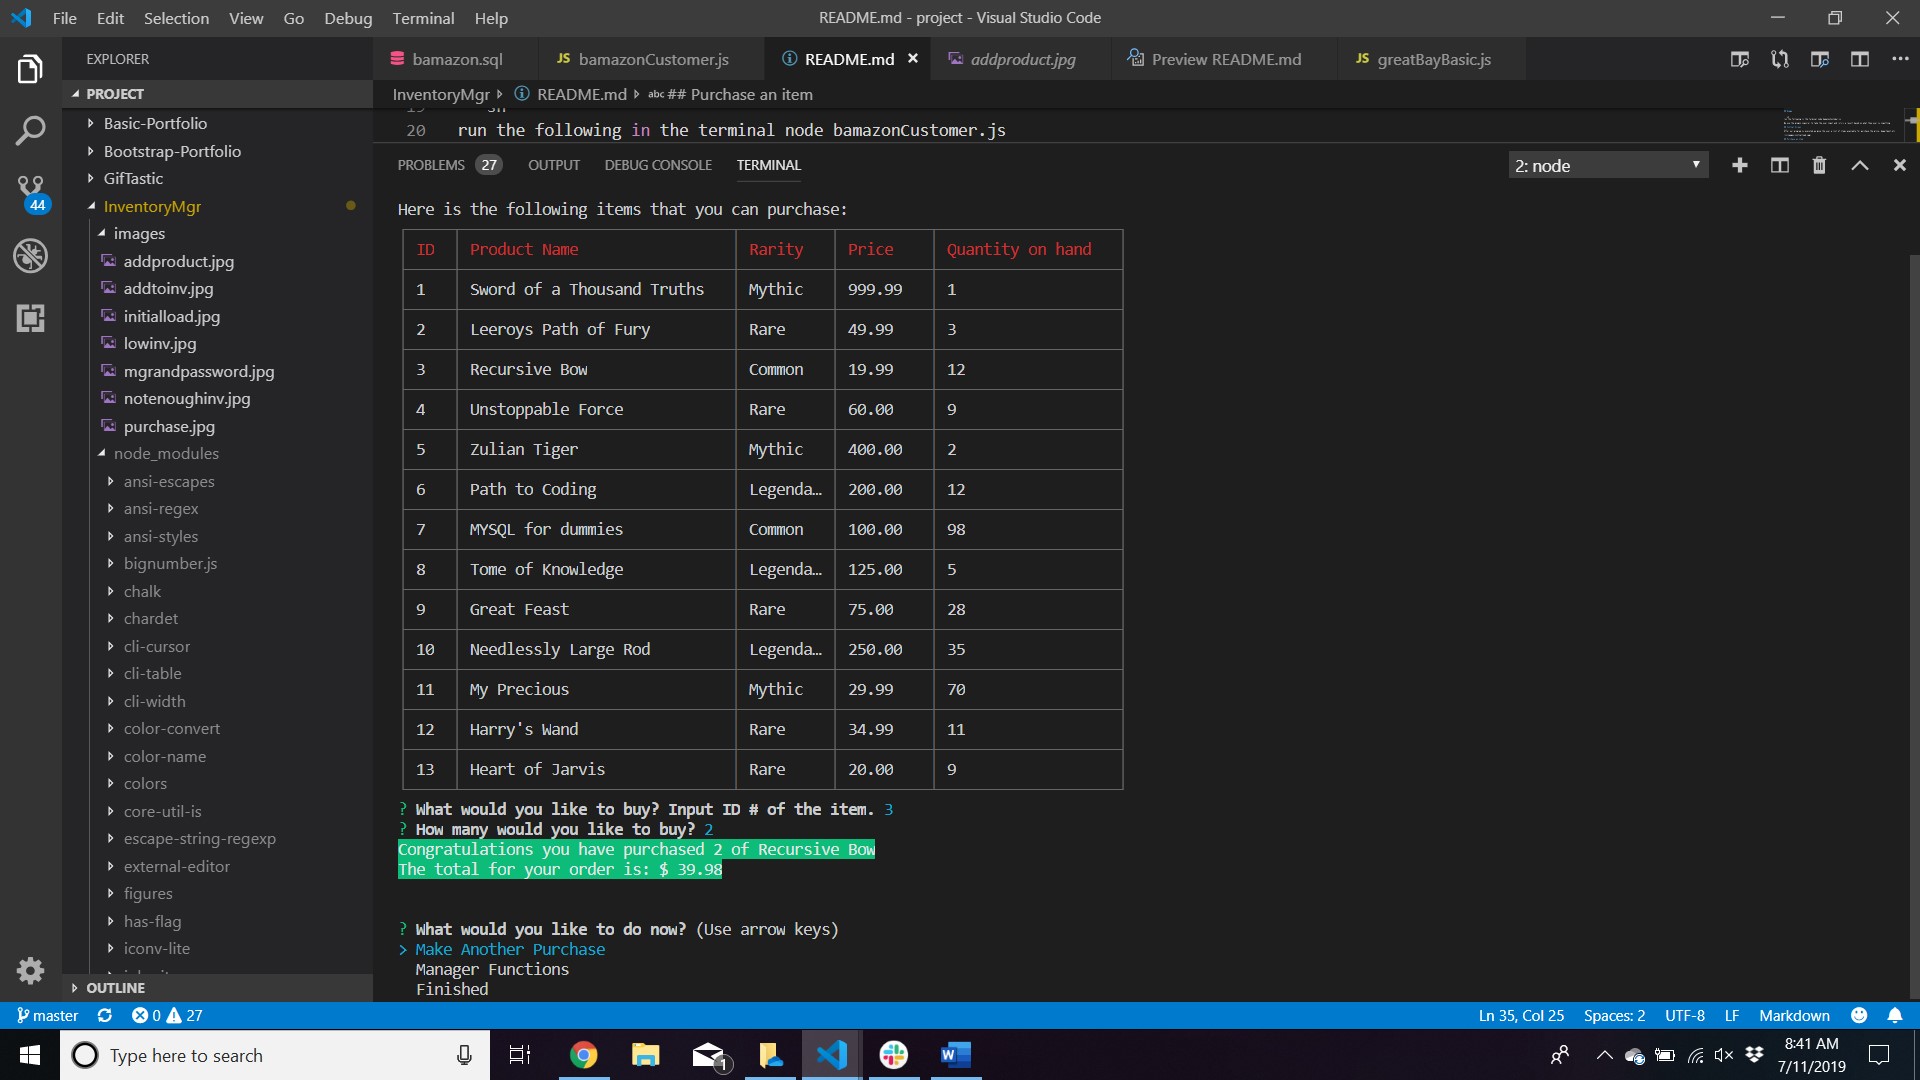 File Edit Selection View Go Debug Terminal Help
README.md - project - Visual Studio Code
EXPLORER
bamazon.sql
JS bamazonCustomer.js
README.md
addproduct.jpg
Preview README.md
JS greatBayBasic.js
PROJECT
InventoryMgr README.md abc ## Purchase an item
Basic-Portfolio
Bootstrap-Portfolio
GifTastic
InventoryMgr
images
addproduct.jpg
addtoinv.jpg
initialload.jpg
lowinv.jpg
mgrandpassword.jpg
notenoughinv.jpg
purchase.jpg
node_modules
ansi-escapes
ansi-regex
ansi-styles
bignumber.js
chalk
chardet
cli-cursor
cli-table
cli-width
color-convert
color-name
colors
core-util-is
escape-string-regexp
external-editor
figures
has-flag
iconv-lite
OUTLINE
44
20 run the following in the terminal node bamazonCustomer.js
PROBLEMS 27 OUTPUT DEBUG CONSOLE TERMINAL
2: node
Here is the following items that you can purchase:
ID Product Name Rarity Price Quantity on hand
1 Sword of a Thousand Truths Mythic 999.99 1
2 Leeroys Path of Fury Rare 49.99 3
3 Recursive Bow Common 19.99 12
4 Unstoppable Force Rare 60.00 9
5 Zulian Tiger Mythic 400.00 2
6 Path to Coding Legenda… 200.00 12
7 MYSQL for dummies Common 100.00 98
8 Tome of Knowledge Legenda… 125.00 5
9 Great Feast Rare 75.00 28
10 Needlessly Large Rod Legenda… 250.00 35
11 My Precious Mythic 29.99 70
12 Harry's Wand Rare 34.99 11
13 Heart of Jarvis Rare 20.00 9
? What would you like to buy? Input ID # of the item. 3
? How many would you like to buy? 2
Congratulations you have purchased 2 of Recursive Bow
The total for your order is: $ 39.98
? What would you like to do now? (Use arrow keys)
> Make Another Purchase
Manager Functions
Finished
master 0 27
Ln 35, Col 25 Spaces: 2 UTF-8 LF Markdown
Type here to search
1
8:41 AM
7/11/2019